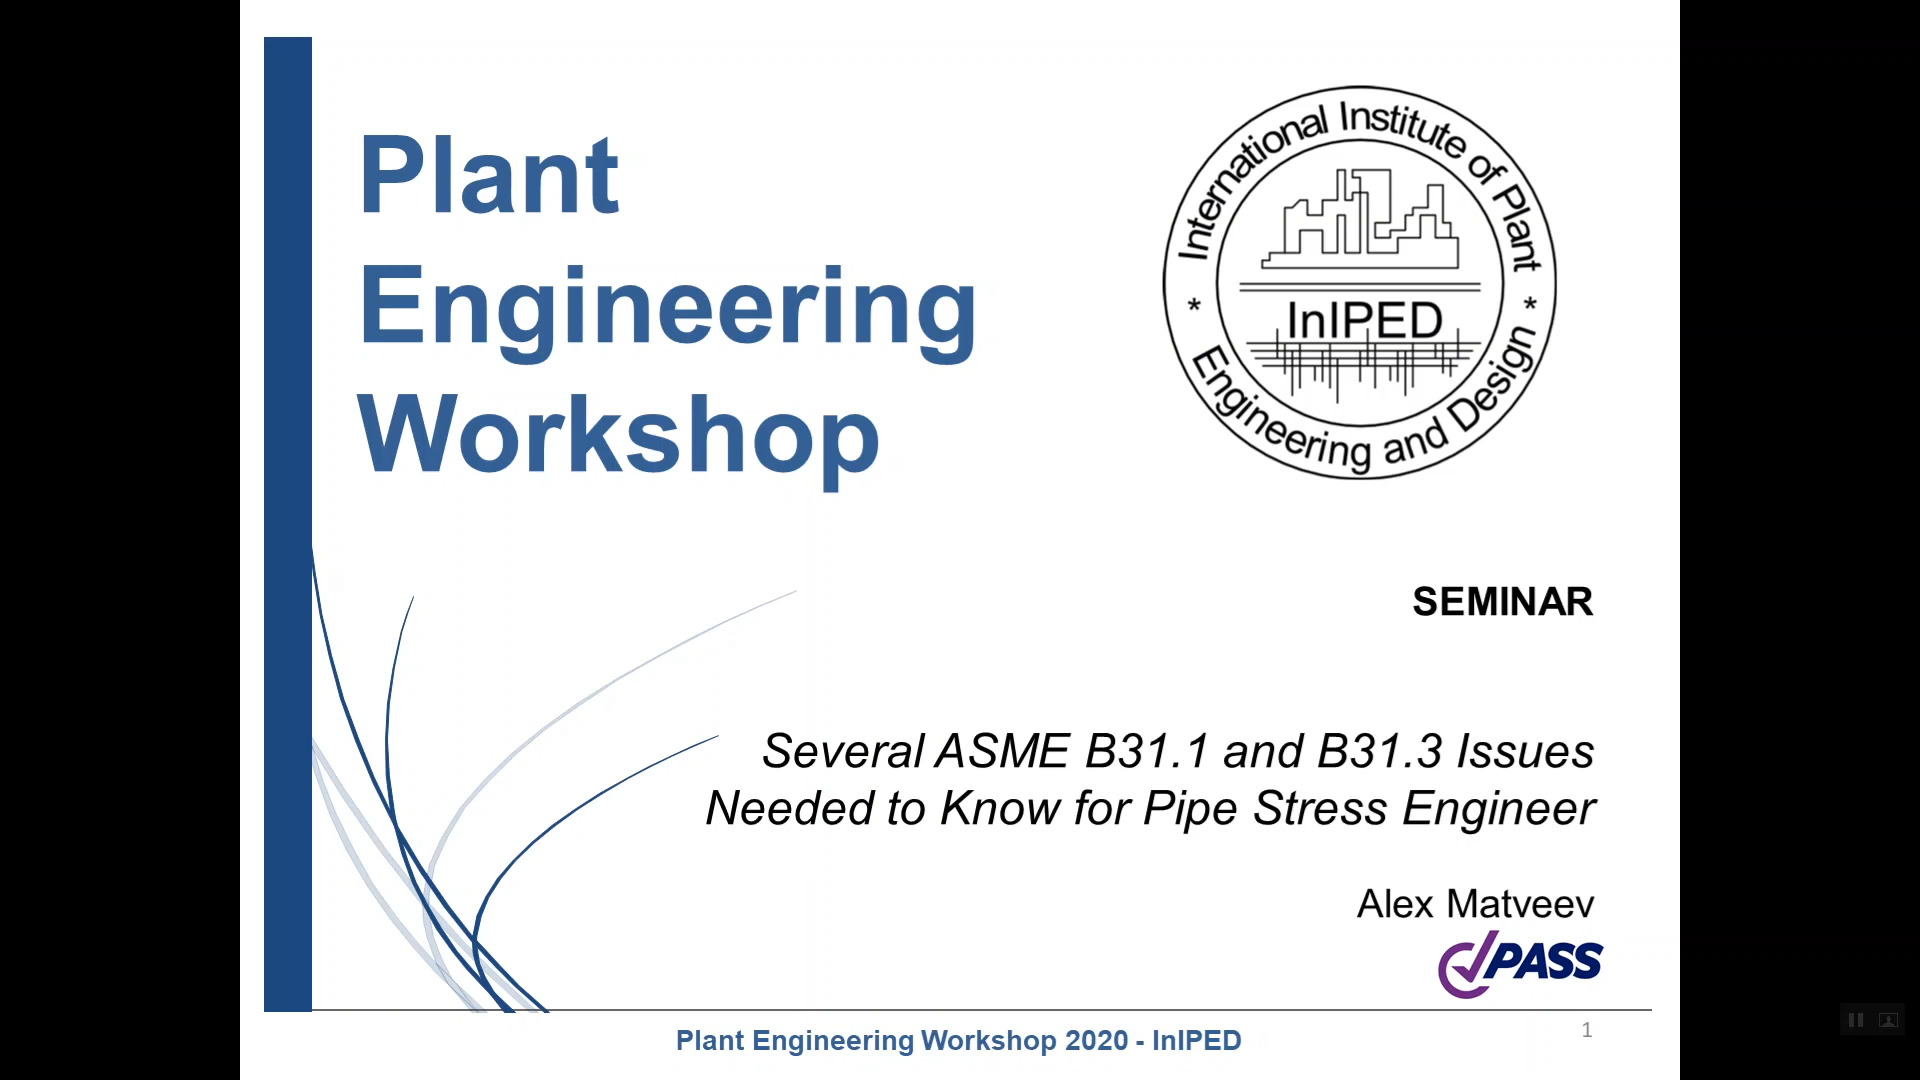 Plant
Engineering
Workshop
International Institute of Plant
* InIPED *
Engineering and Design
SEMINAR
Several ASME B31.1 and B31.3 Issues
Needed to Know for Pipe Stress Engineer
Alex Matveev
PASS
Plant Engineering Workshop 2020 - InIPED
1